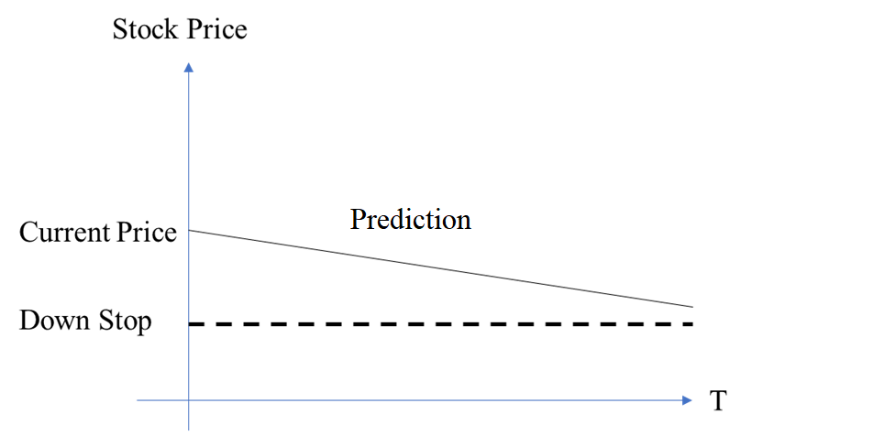 Stock Price
Prediction
Current Price
Down Stop
T